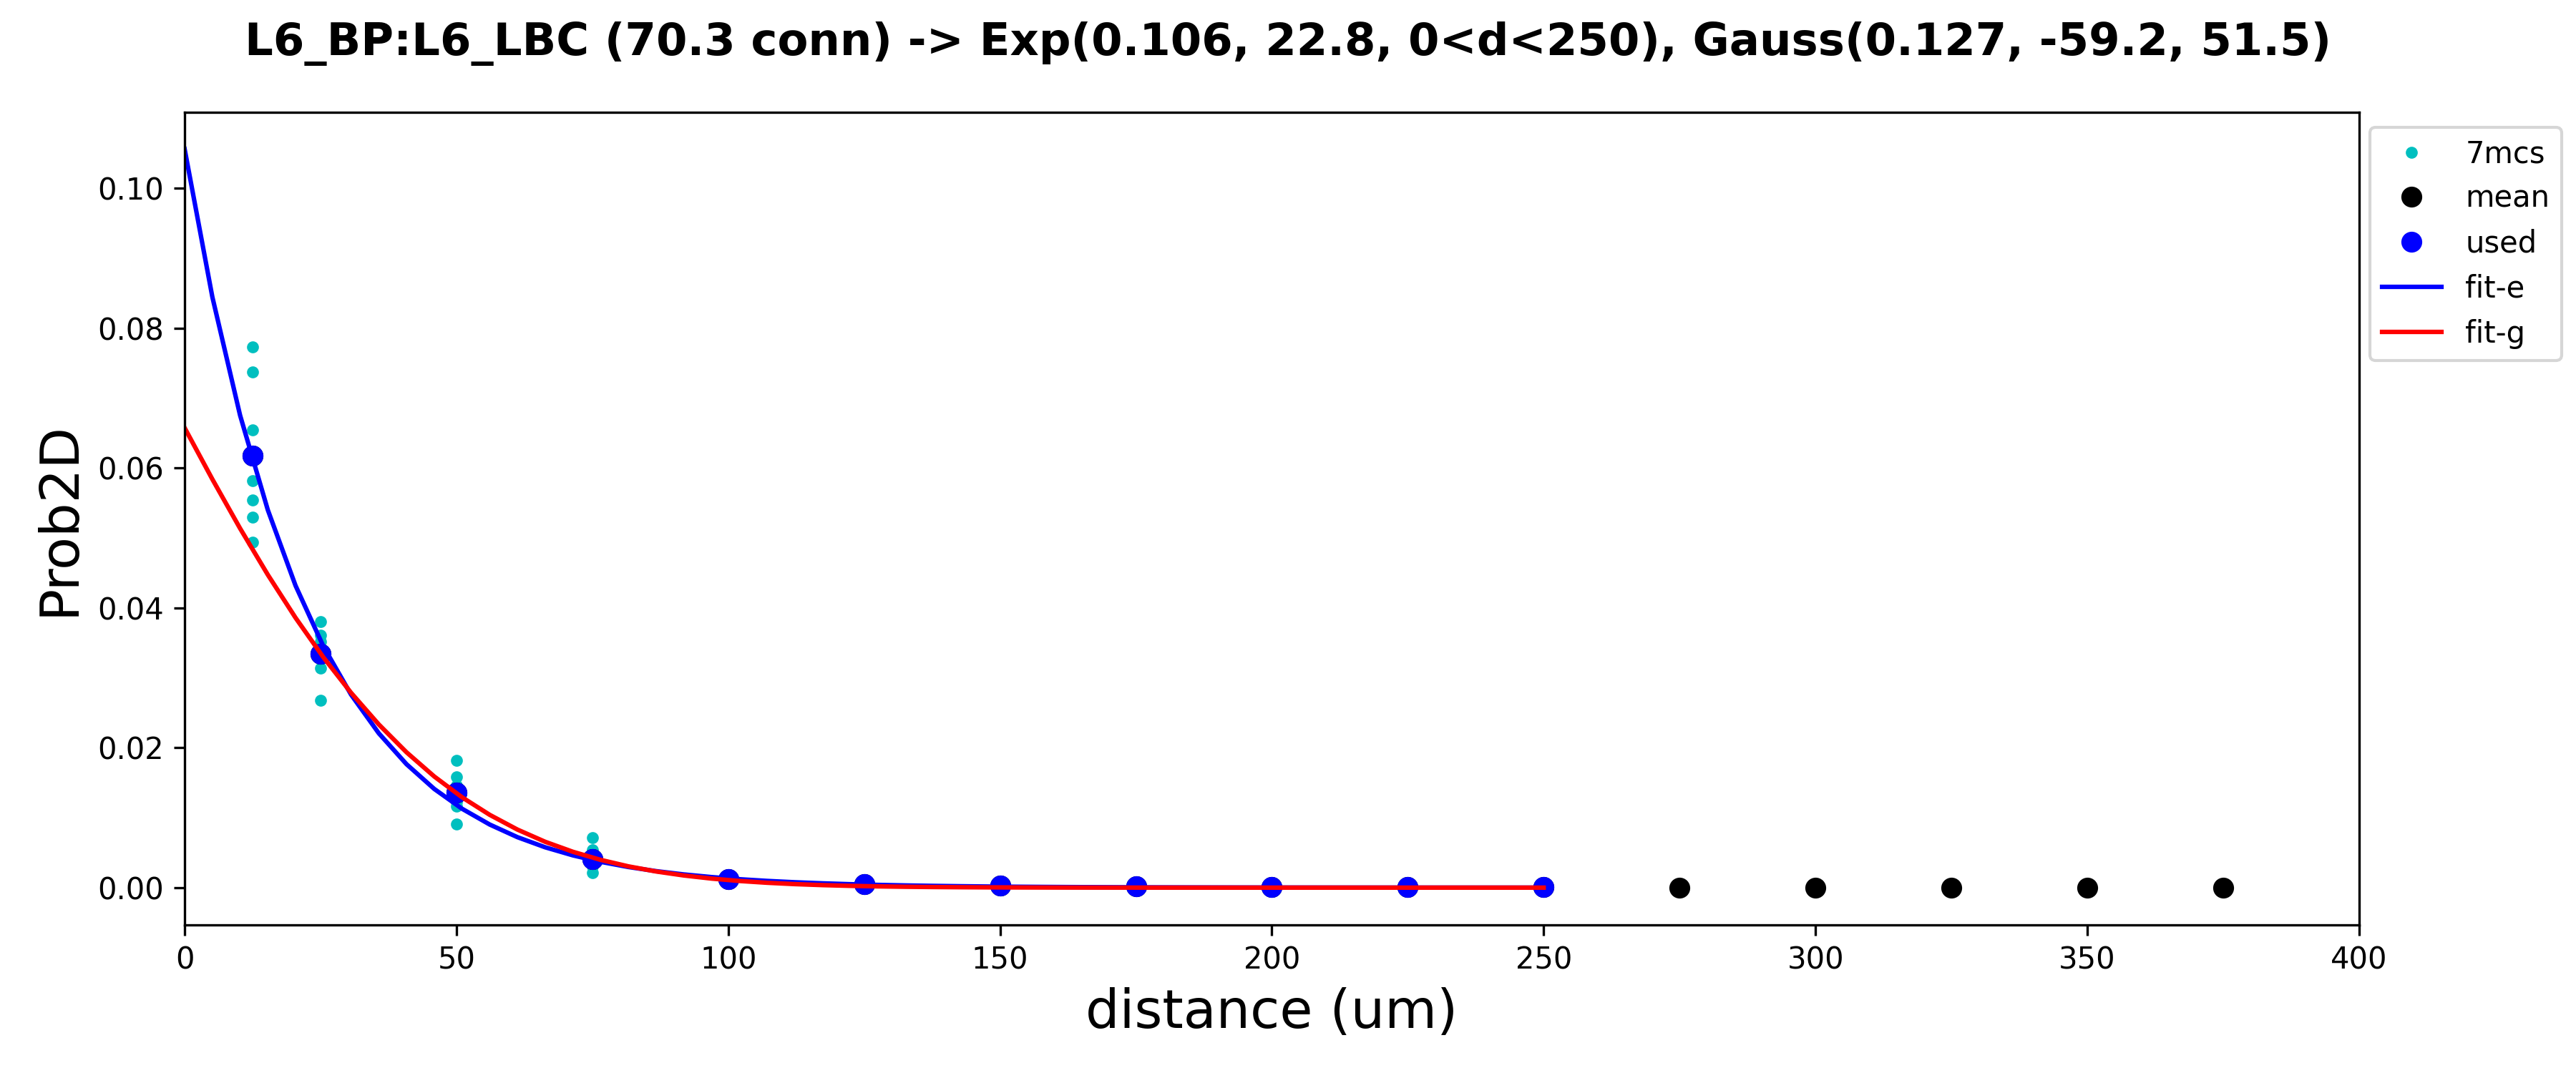 L6_BP:L6_LBC (70.3 conn) -> Exp(0.106, 22.8, 0<d<250), Gauss(0.127, -59.2, 51.5)
7mcs
mean
used
fit-e
fit-g
Prob2D
0.10
0.08
0.06
0.04
0.02
0.00
0 50 100 150 200 250 300 350 400
distance (um)